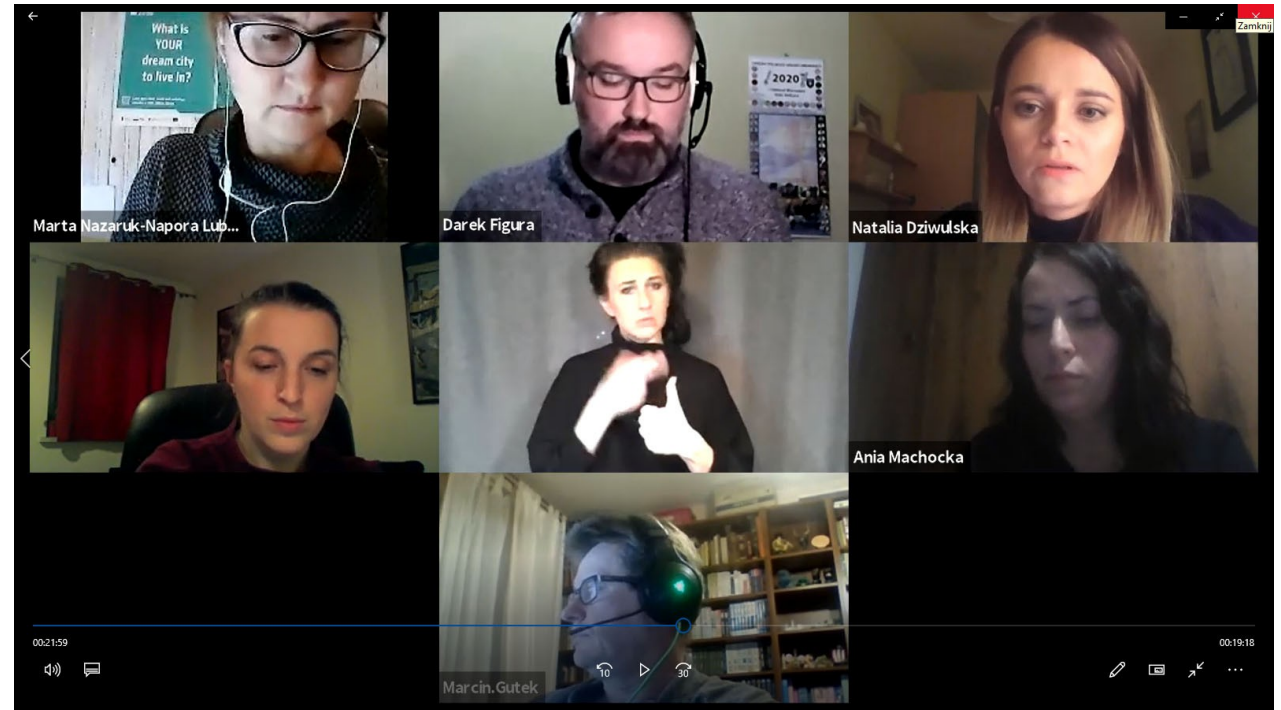 What is
YOUR
dream city
to live in?
2020
Zamknij
Marta Nazaruk-Napora Lub...
Darek Figura
Natalia Dziwulska
Ania Machocka
00:21:59
00:19:18
10
30
Marcin.Gutek